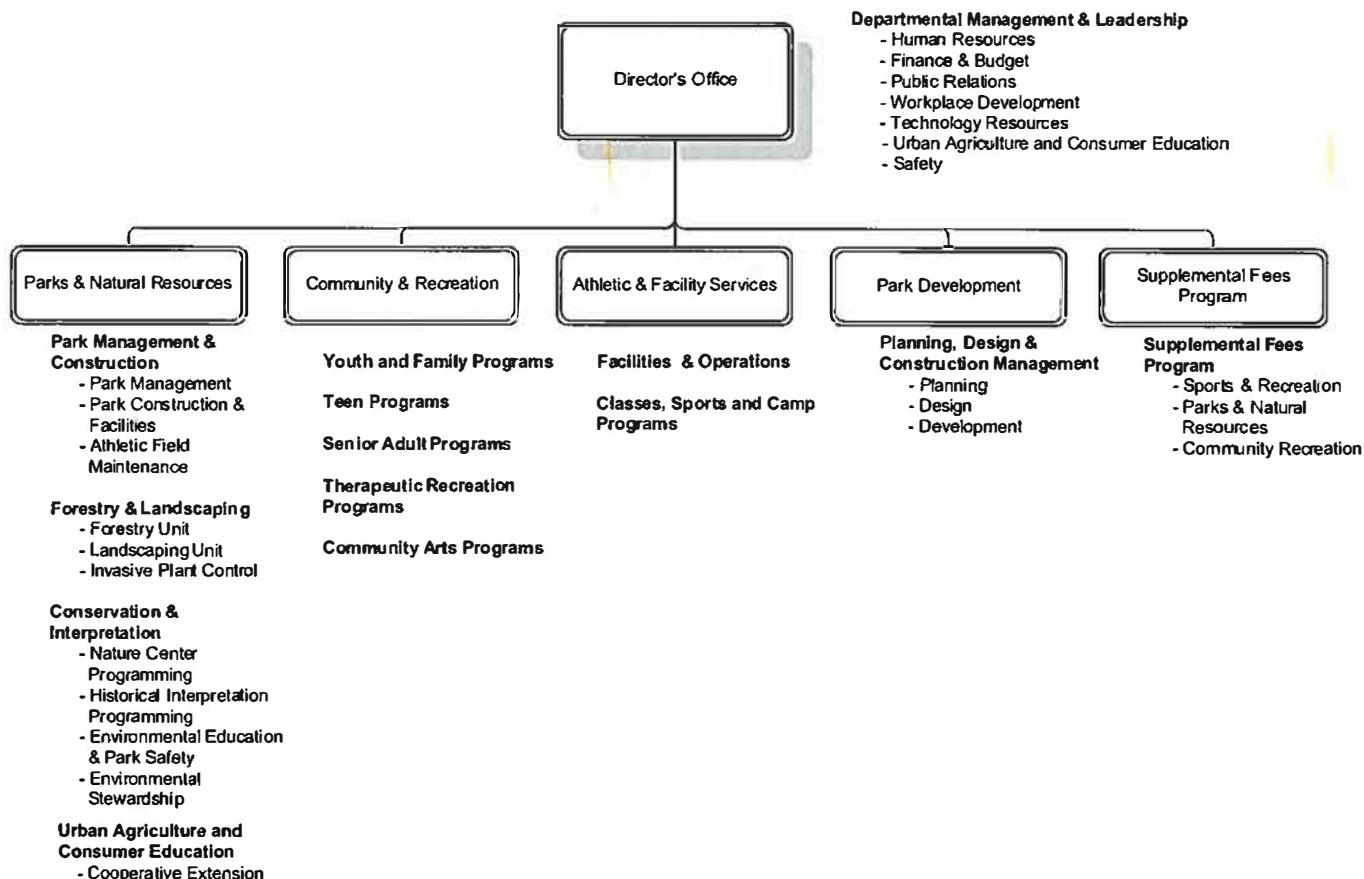 Departmental Management & Leadership
- Human Resources
- Finance & Budget
- Public Relations
- Workplace Development
- Technology Resources
- Urban Agriculture and Consumer Education
- Safety
Director's Office
Parks & Natural Resources
Park Management &
Construction
- Park Management
- Park Construction &
Facilities
- Athletic Field
Maintenance
Forestry & Landscaping
- Forestry Unit
- Landscaping Unit
- Invasive Plant Control
Conservation &
Interpretation
- Nature Center
Programming
- Historical Interpretation
Programming
- Environmental Education
& Park Safety
- Environmental
Stewardship
Urban Agriculture and
Consumer Education
- Cooperative Extension
Community & Recreation
Youth and Family Programs
Teen Programs
Senior Adult Programs
Therapeutic Recreation
Programs
Community Arts Programs
Athletic & Facility Services
Facilities & Operations
Classes, Sports and Camp
Programs
Park Development
Planning, Design &
Construction Management
- Planning
- Design
- Development
Supplemental Fees
Program
Supplemental Fees
Program
- Sports & Recreation
- Parks & Natural
Resources
- Community Recreation